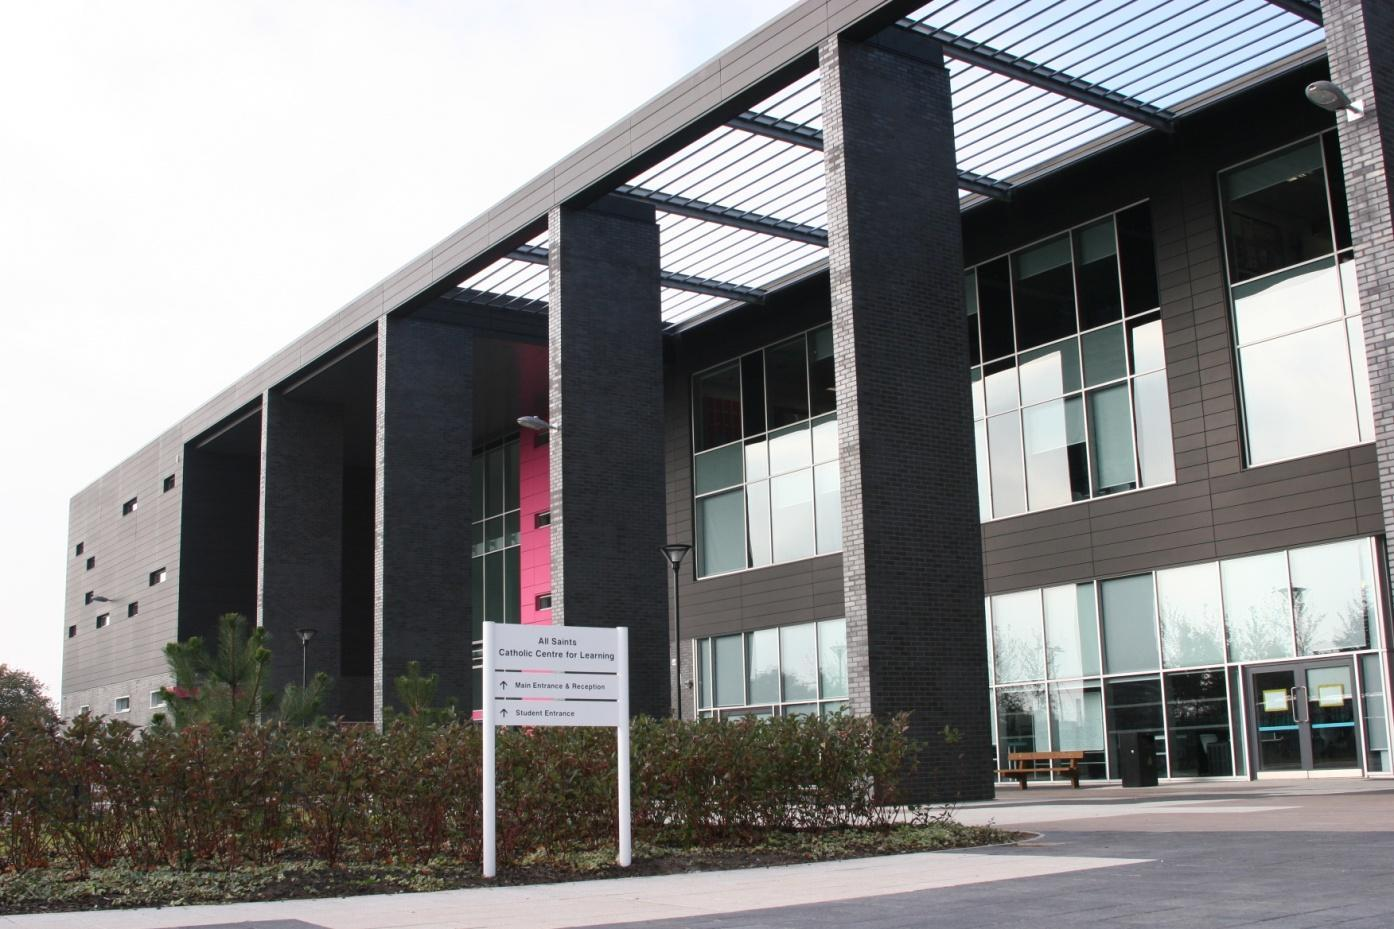 All Saints
Catholic Centre for Learning
↑ Main Entrance & Reception
↑ Student Entrance